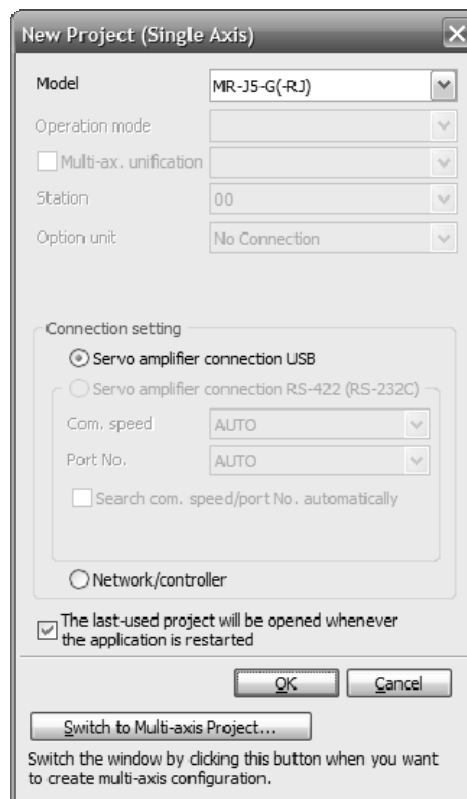 New Project (Single Axis)
Model
MR-J5-G(-RJ)
Operation mode
Multi-ax. unification
Station
00
Option unit
No Connection
Connection setting
Servo amplifier connection USB
Servo amplifier connection RS-422 (RS-232C)
Com. speed
AUTO
Port No.
AUTO
Search com. speed/port No. automatically
Network/controller
The last-used project will be opened whenever
the application is restarted
OK
Cancel
Switch to Multi-axis Project...
Switch the window by clicking this button when you want
to create multi-axis configuration.